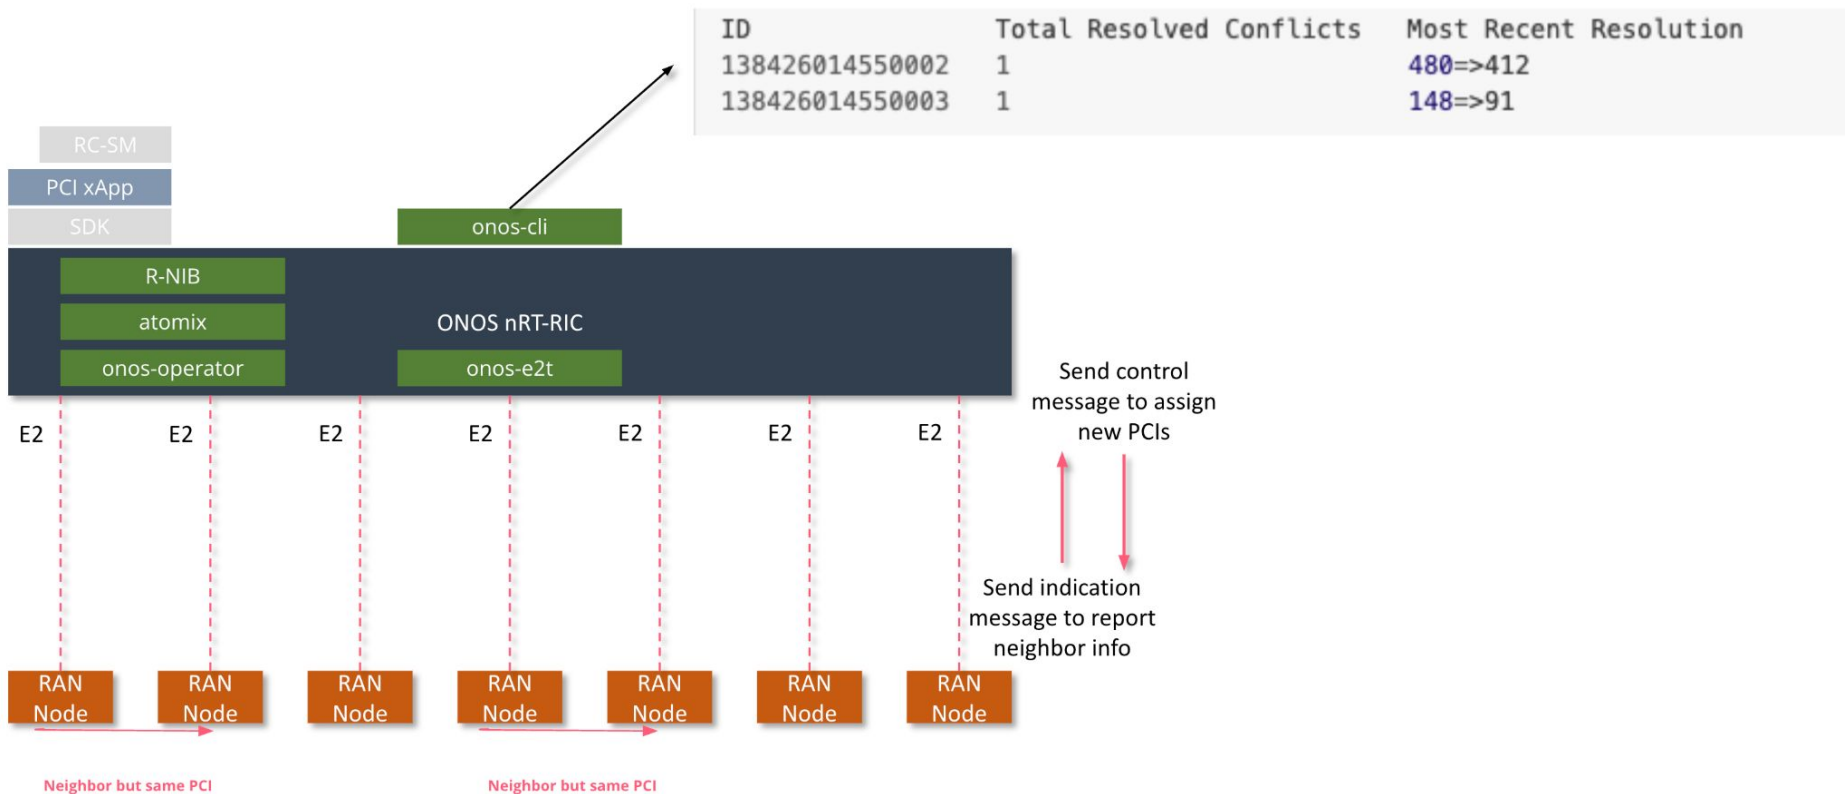 ID Total Resolved Conflicts Most Recent Resolution
138426014550002 1 480=>412
138426014550003 1 148=>91
RC-SM
PCI xApp
SDK
onos-cli
R-NIB
atomix
ONOS nRT-RIC
onos-operator
onos-e2t
E2
E2
E2
E2
E2
E2
E2
Send control
message to assign
new PCIs
Send indication
message to report
neighbor info
RAN
Node
RAN
Node
RAN
Node
RAN
Node
RAN
Node
RAN
Node
RAN
Node
Neighbor but same PCI
Neighbor but same PCI